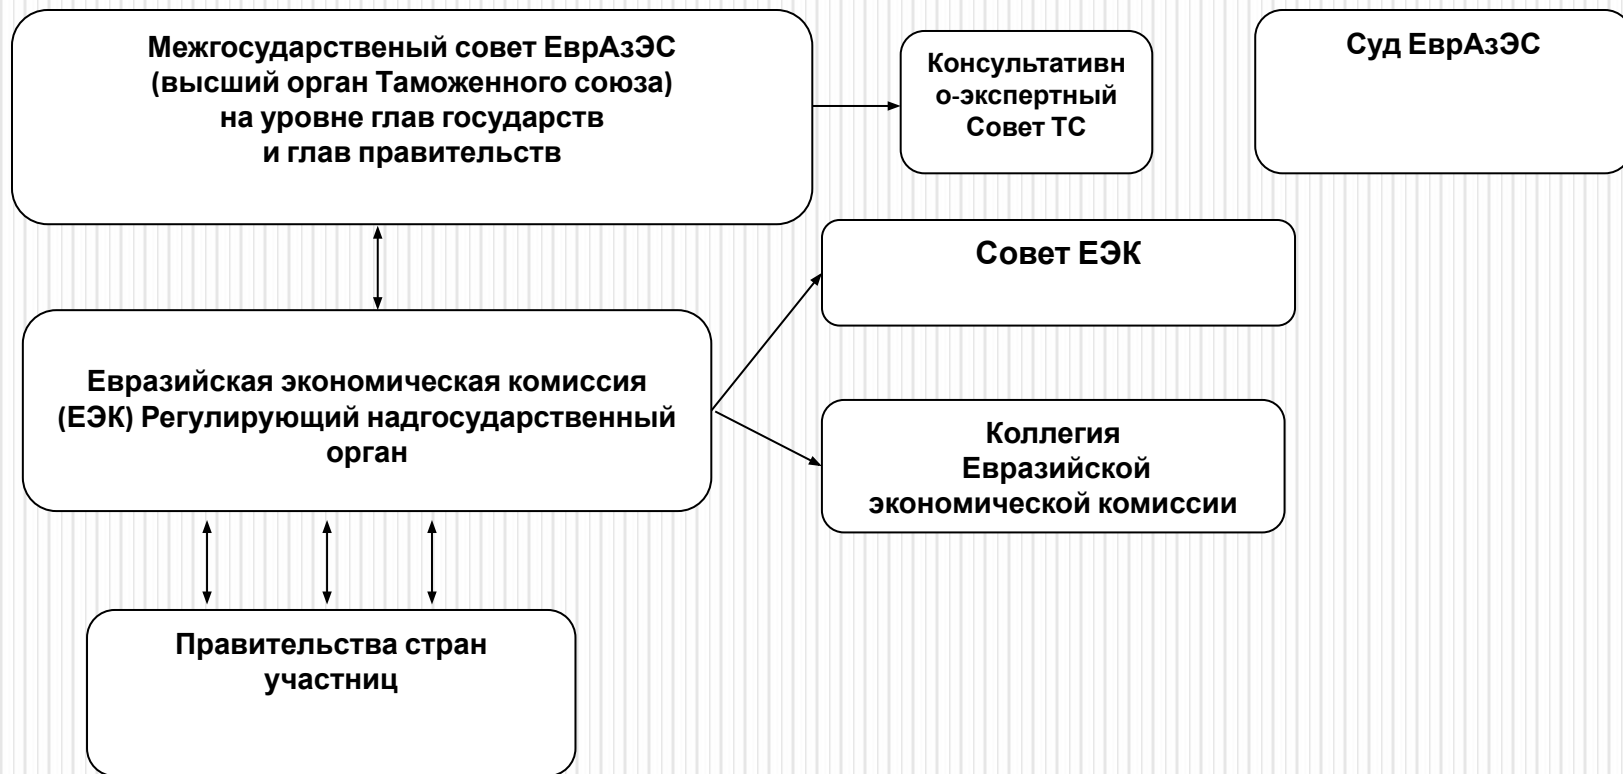 Межгосударственый совет ЕврАзЭС
(высший орган Таможенного союза)
на уровне глав государств
и глав правительств
Консультативн
о-экспертный
Совет ТС
Суд ЕврАзЭС
Совет ЕЭК
Евразийская экономическая комиссия
(ЕЭК) Регулирующий надгосударственный
орган
Коллегия
Евразийской
экономической комиссии
Правительства стран
участниц